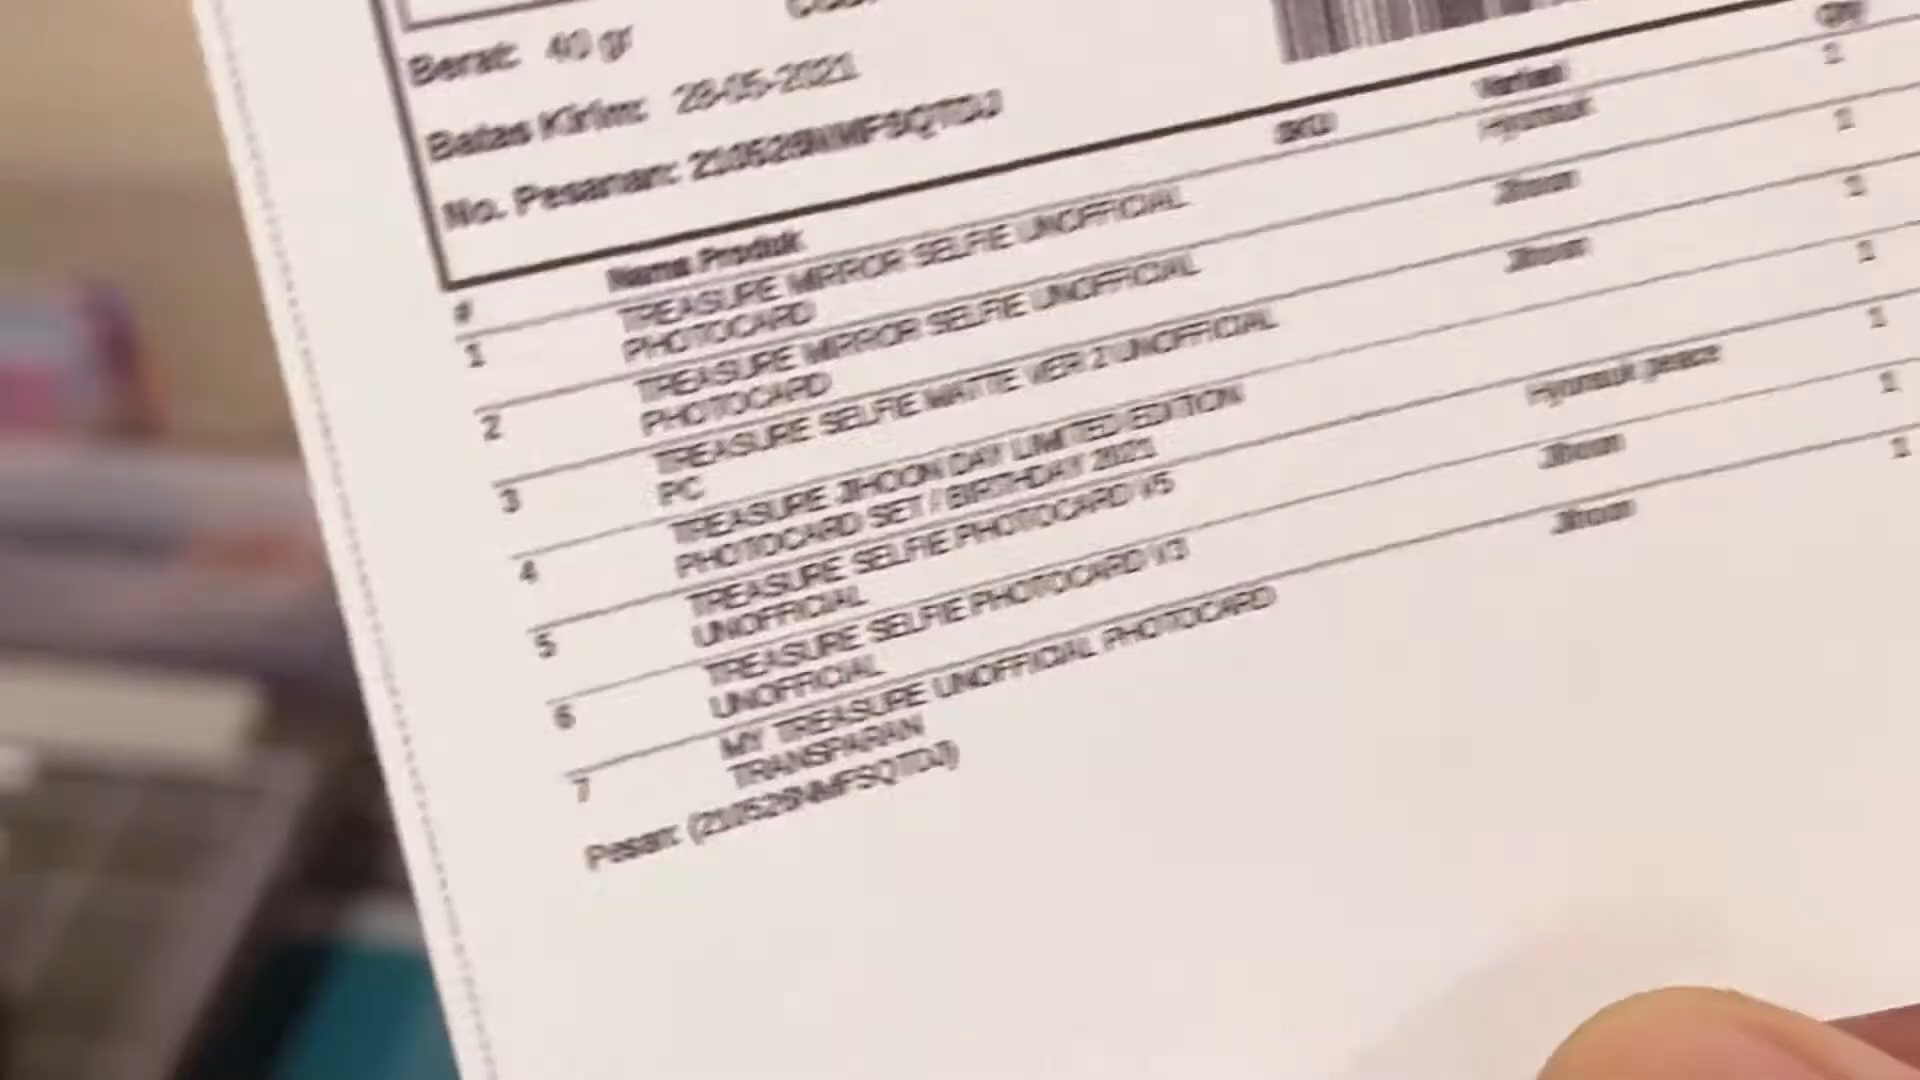 Berat: 40 gr
Batas Kirim: 28-05-2021
No. Pesanan: 210526NMFSQTDJ
# Nama Produk SKU Variasi Qty
1 TREASURE MIRROR SELFIE UNOFFICIAL Hyunsuk 1
PHOTOCARD
2 TREASURE MIRROR SELFIE UNOFFICIAL Jihoon 1
PHOTOCARD
3 TREASURE SELFIE MATTE VER 2 UNOFFICIAL Jihoon 1
PC
4 TREASURE JIHOON DAY LIMITED EDITION 1
PHOTOCARD SET / BIRTHDAY 2021
5 TREASURE SELFIE PHOTOCARD V5 Hyunsuk peace 1
UNOFFICIAL
6 TREASURE SELFIE PHOTOCARD V3 Jihoon 1
UNOFFICIAL
7 MY TREASURE UNOFFICIAL PHOTOCARD Jihoon 1
TRANSPARAN
Pesan: (210526NMFSQTDJ)